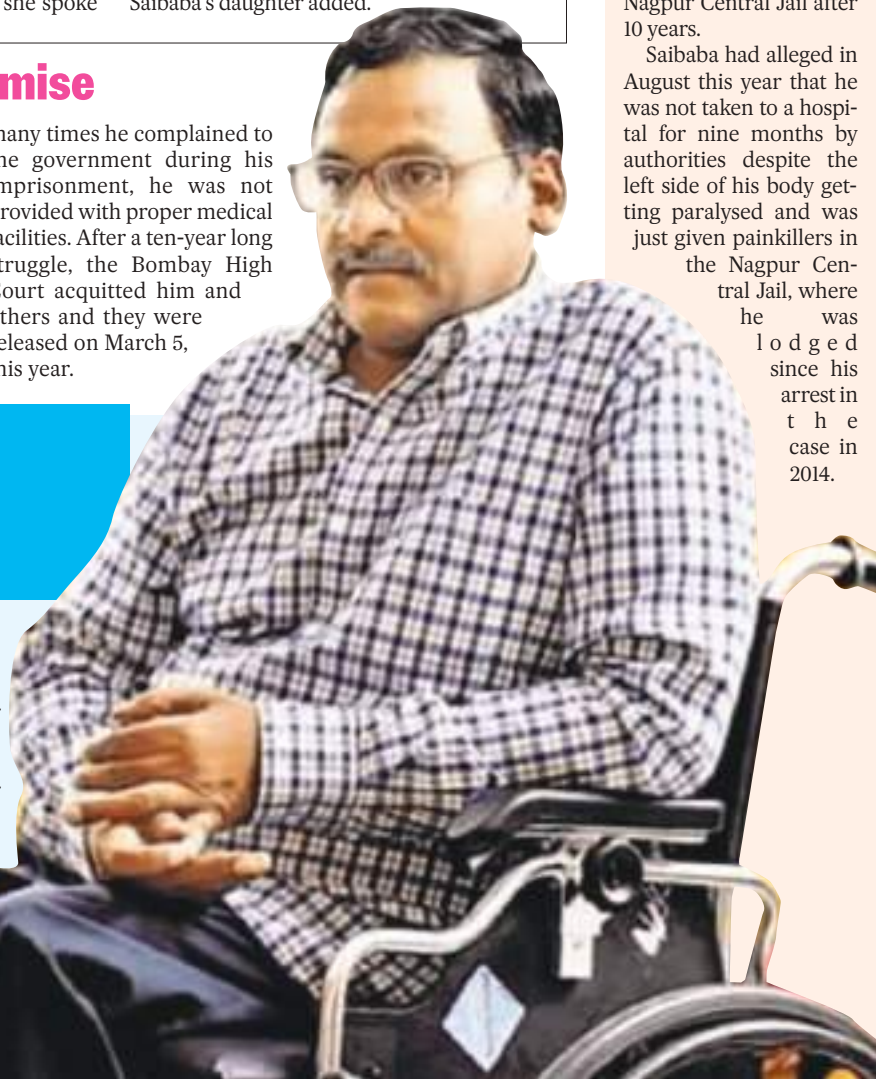 she spoke
Saibaba's daughter added.
mise
many times he complained to
he government during his
mprisonment, he was not
rovided with proper medical
acilities. After a ten-year long
truggle, the Bombay High
Court acquitted him and
thers and they were
eleased on March 5,
his year.
Nagpur Central Jail after
10 years.
Saibaba had alleged in
August this year that he
was not taken to a hospi-
tal for nine months by
authorities despite the
left side of his body get-
ting paralysed and was
just given painkillers in
the Nagpur Cen-
tral Jail, where
he was
lodged
since his
arrest in
the
case in
2014.